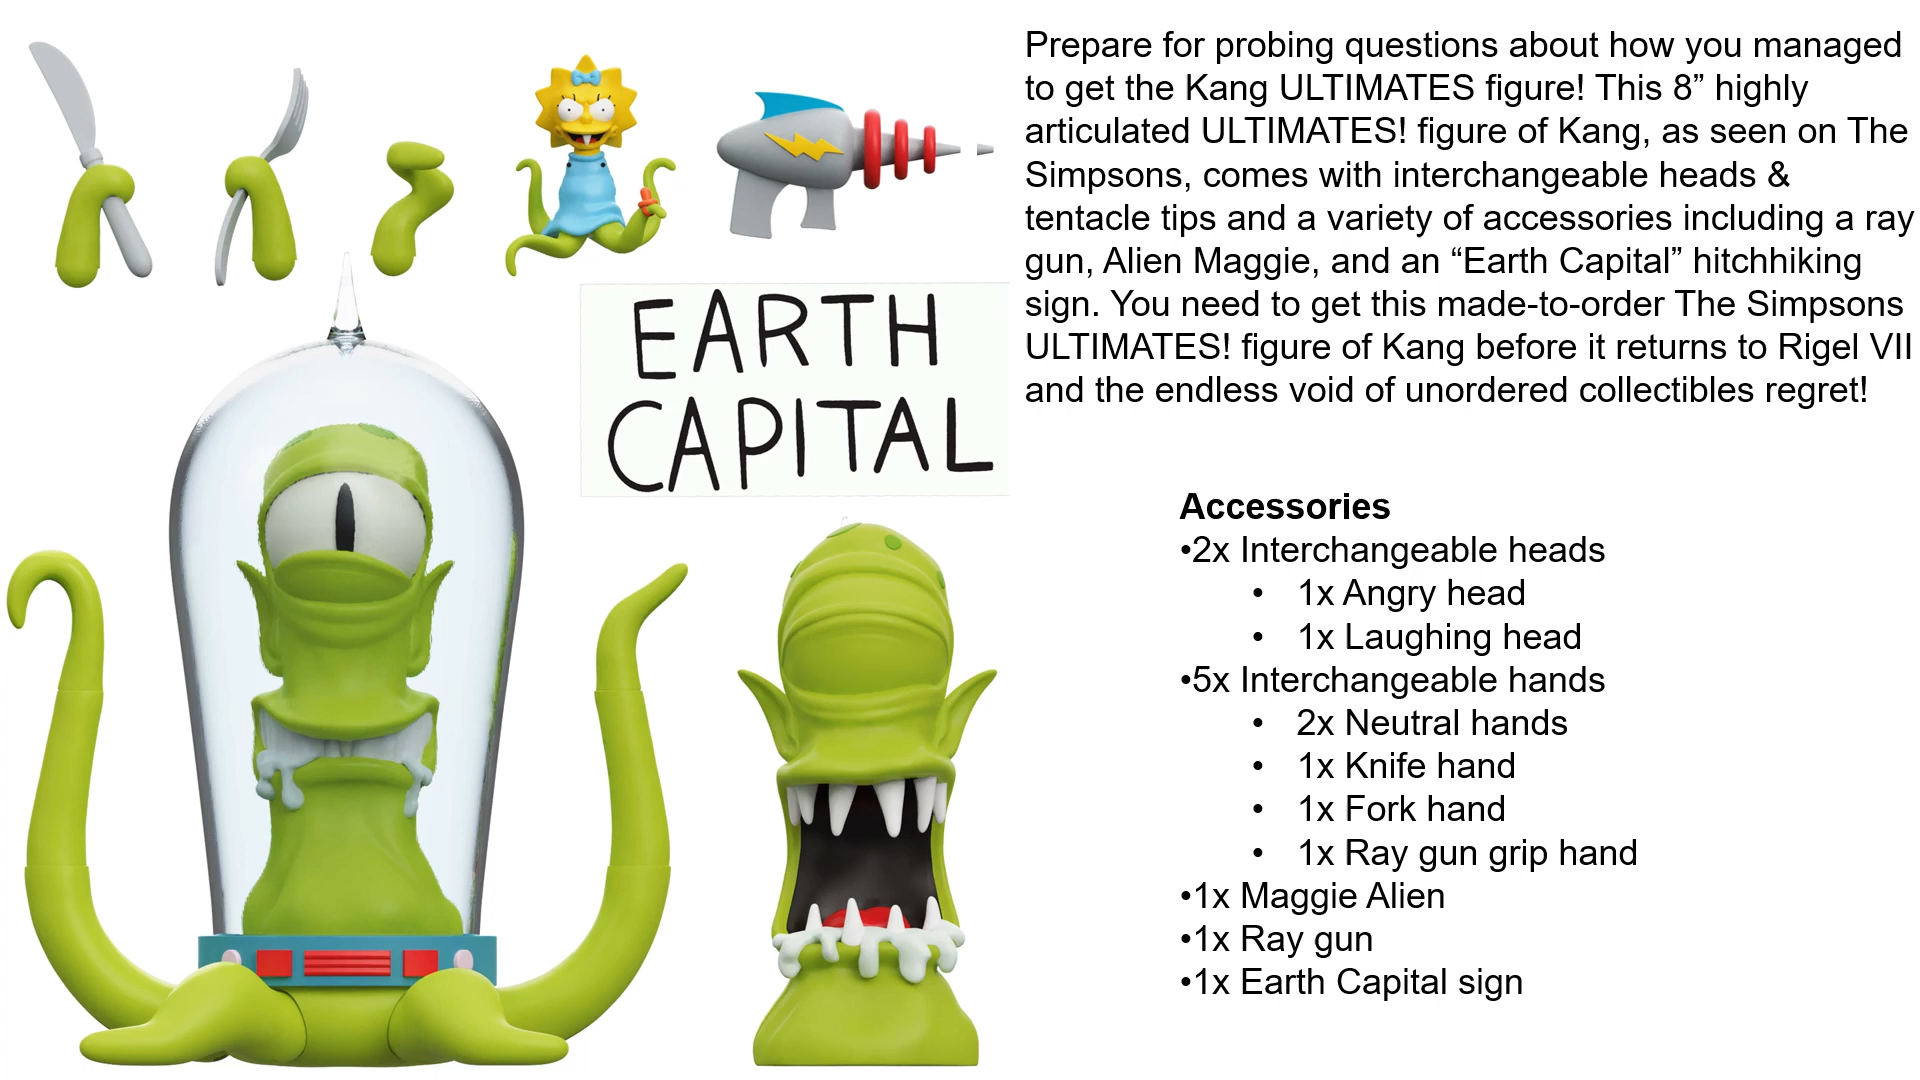 EARTH
CAPITAL
Prepare for probing questions about how you managed
to get the Kang ULTIMATES figure! This 8” highly
articulated ULTIMATES! figure of Kang, as seen on The
Simpsons, comes with interchangeable heads &
tentacle tips and a variety of accessories including a ray
gun, Alien Maggie, and an “Earth Capital” hitchhiking
sign. You need to get this made-to-order The Simpsons
ULTIMATES! figure of Kang before it returns to Rigel VII
and the endless void of unordered collectibles regret!
Accessories
•2x Interchangeable heads
• 1x Angry head
• 1x Laughing head
•5x Interchangeable hands
• 2x Neutral hands
• 1x Knife hand
• 1x Fork hand
• 1x Ray gun grip hand
•1x Maggie Alien
•1x Ray gun
•1x Earth Capital sign